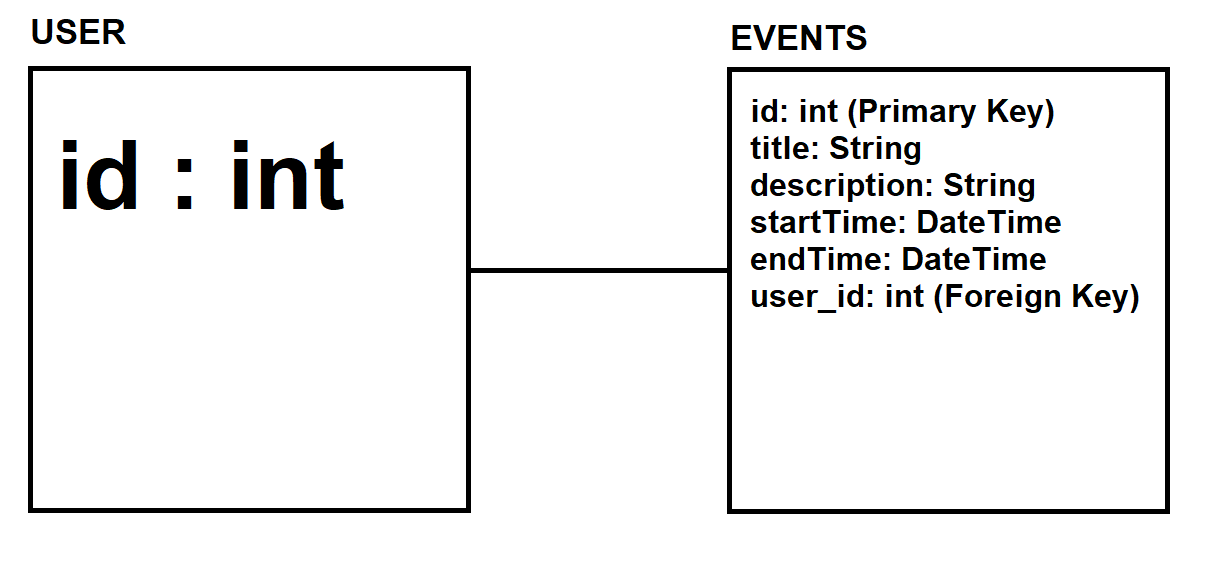 USER
id : int
EVENTS
id: int (Primary Key)
title: String
description: String
startTime: DateTime
endTime: DateTime
user_id: int (Foreign Key)